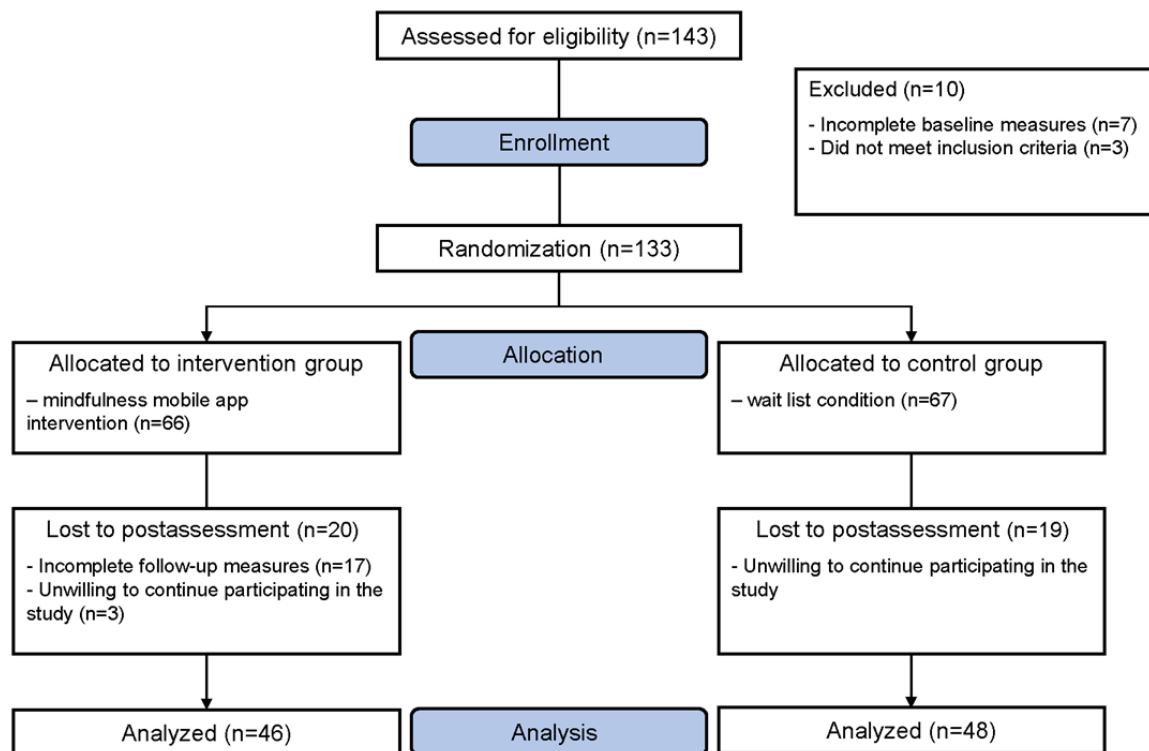 Assessed for eligibility (n=143)
Excluded (n=10)
- Incomplete baseline measures (n=7)
- Did not meet inclusion criteria (n=3)
Enrollment
Randomization (n=133)
Allocated to intervention group
– mindfulness mobile app
intervention (n=66)
Allocation
Allocated to control group
– wait list condition (n=67)
Lost to postassessment (n=20)
- Incomplete follow-up measures (n=17)
- Unwilling to continue participating in the
study (n=3)
Lost to postassessment (n=19)
- Unwilling to continue participating in the
study
Analyzed (n=46)
Analysis
Analyzed (n=48)